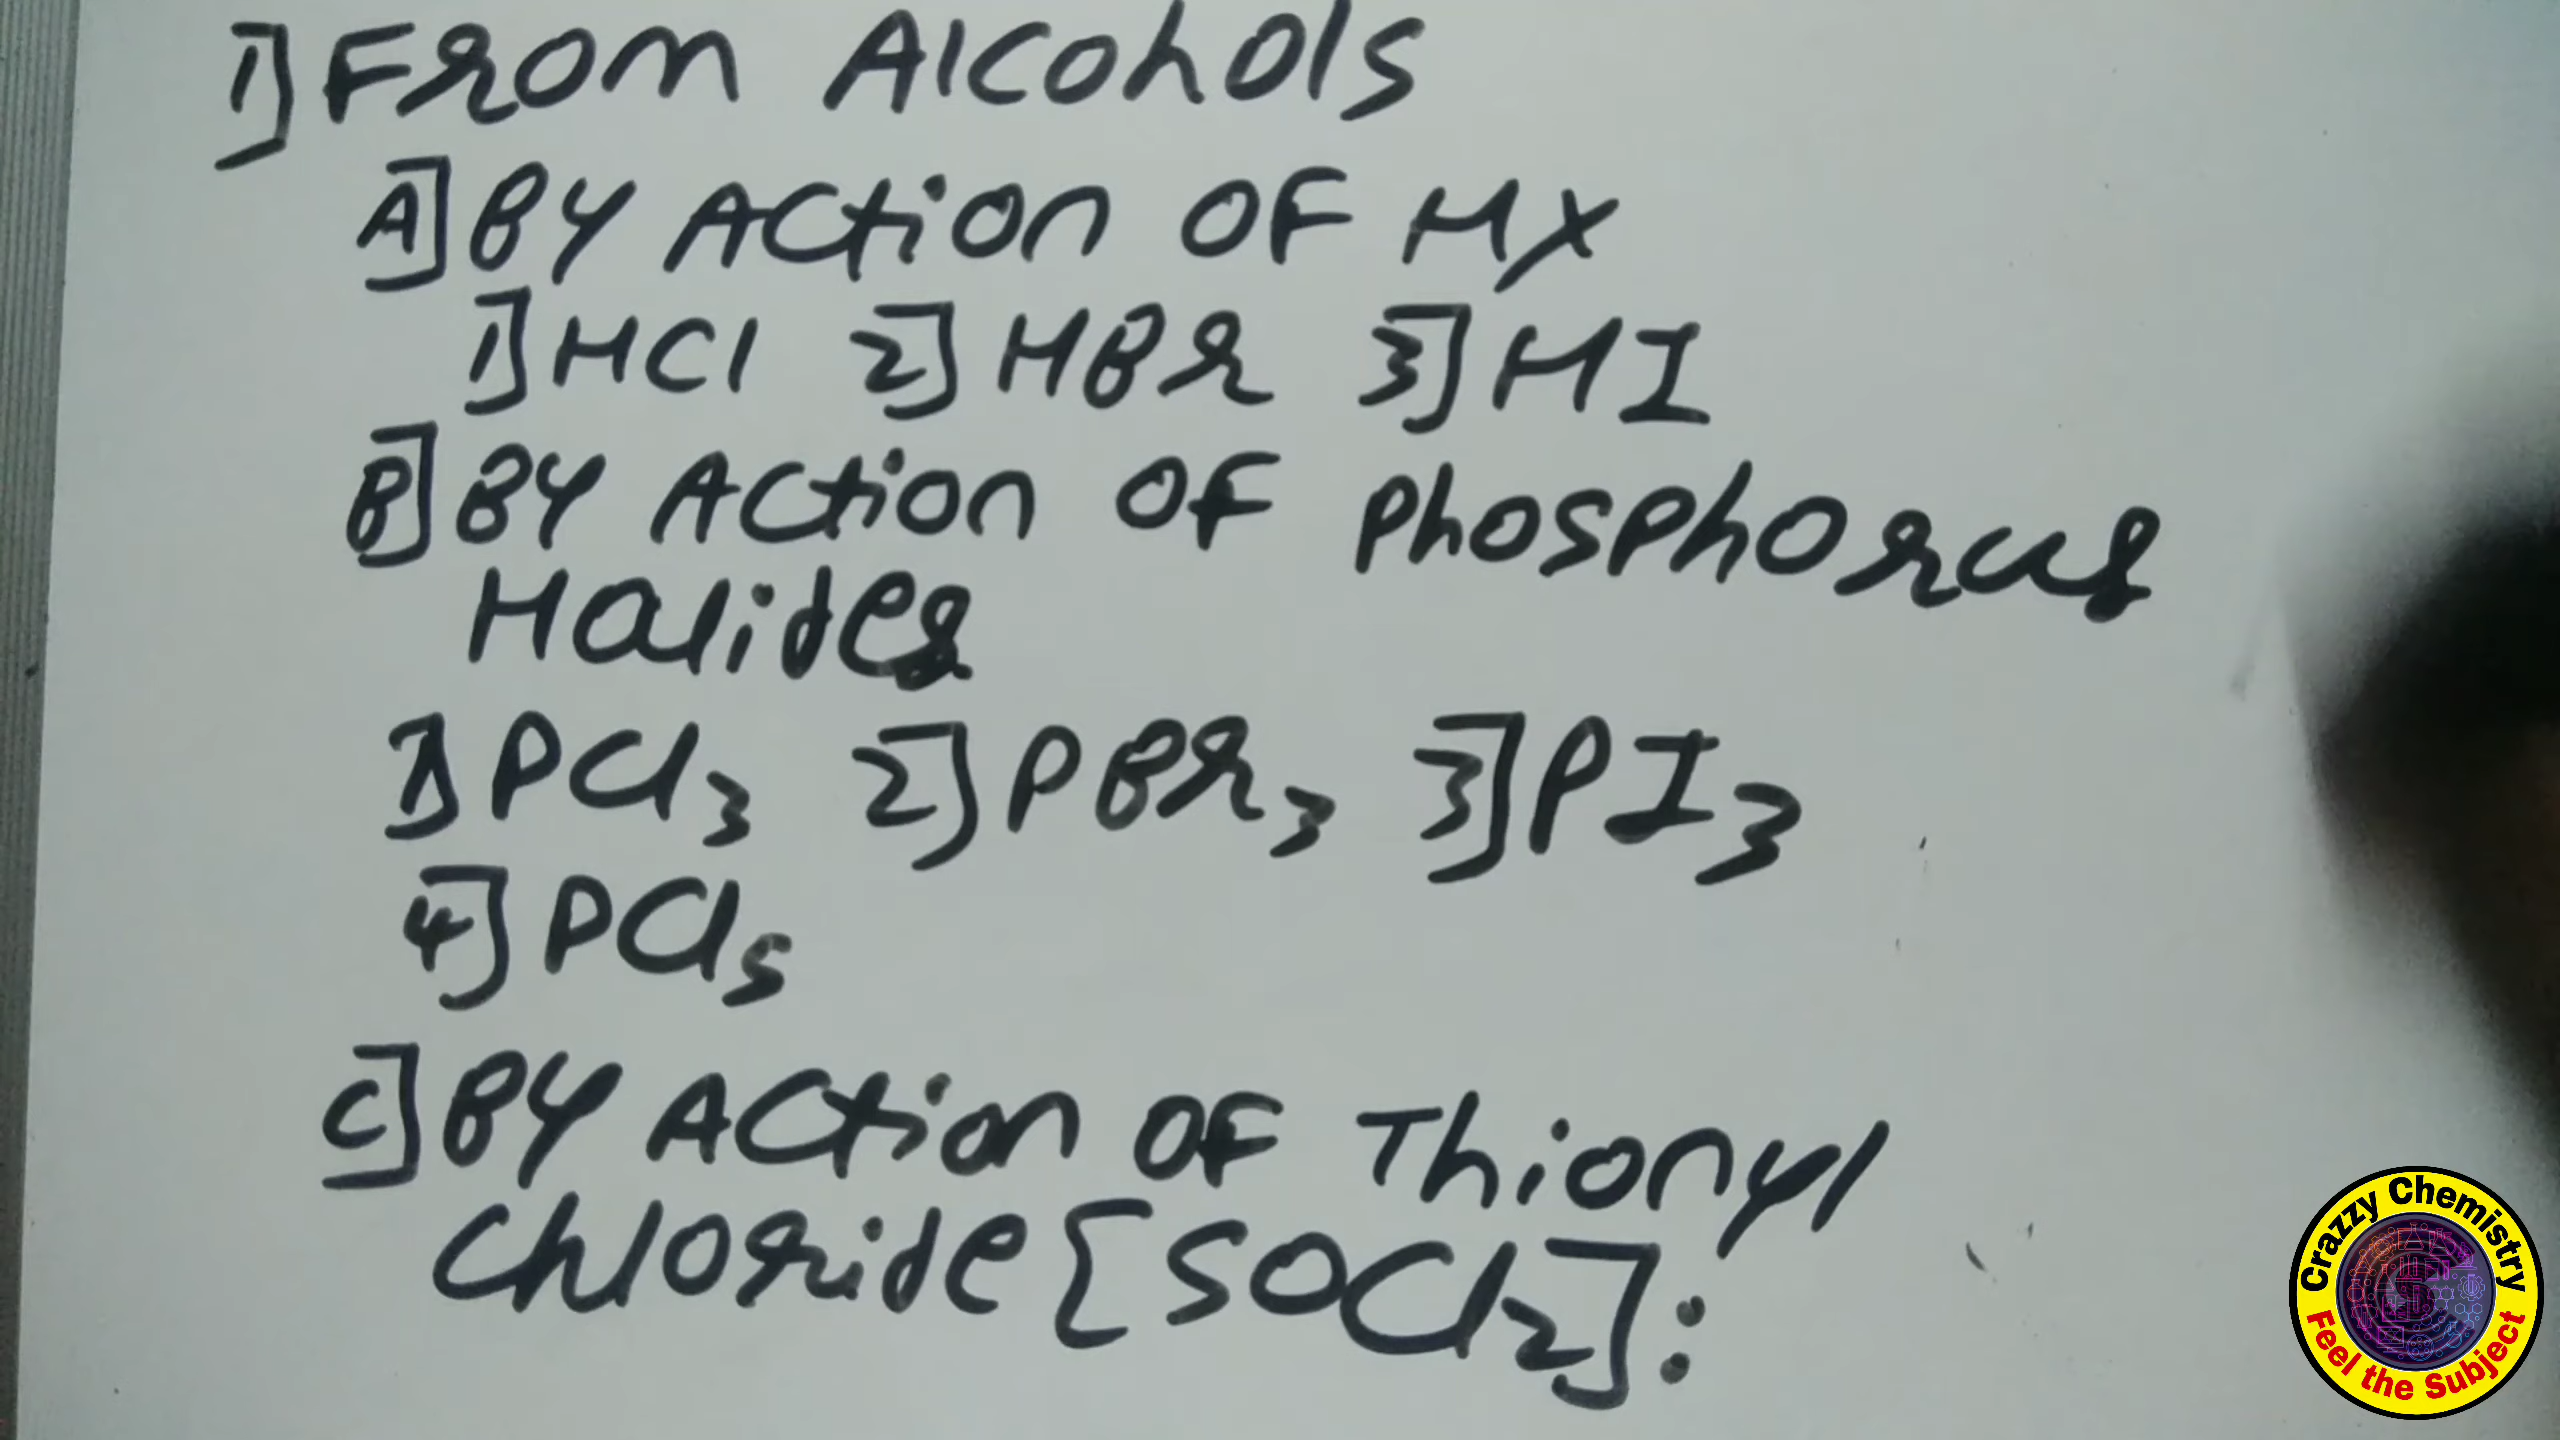 1] From Alcohols
A] By Action OF HX
1] HCl 2] HBr 3] HI
B] By Action OF Phosphorus
Halides
1] PCl3 2] PBr3 3] PI3
4] PCl5
C] By Action OF Thionyl
Chloride [SOCl2]:
Crazzy Chemistry
Feel the Subject